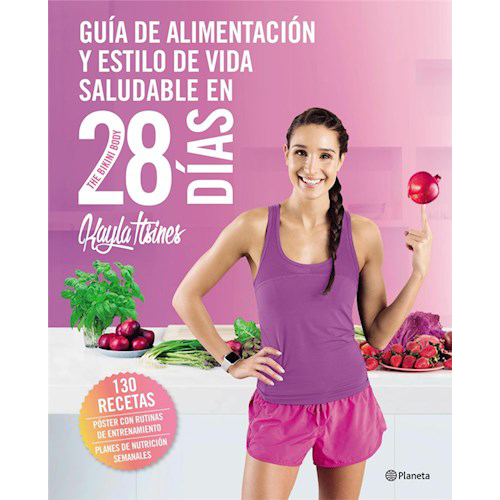 GUÍA DE ALIMENTACIÓN
Y ESTILO DE VIDA
SALUDABLE EN
THE BIKINI BODY
28
DÍAS
Kayla Itsines
130
RECETAS
PÓSTER CON RUTINAS
DE ENTRENAMIENTO
PLANES DE NUTRICIÓN
SEMANALES
Planeta